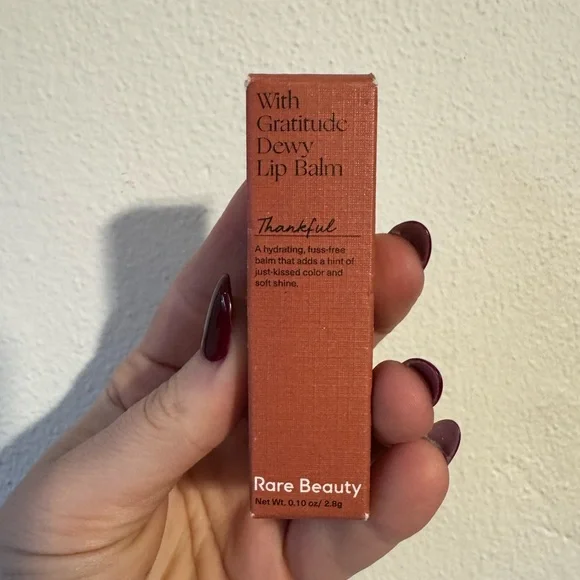 With
Gratitude
Dewy
Lip Balm
Thankful
A hydrating, fuss-free
balm that adds a hint of
just-kissed color and
soft shine.
Rare Beauty
Net Wt. 0.10 oz/ 2.8g